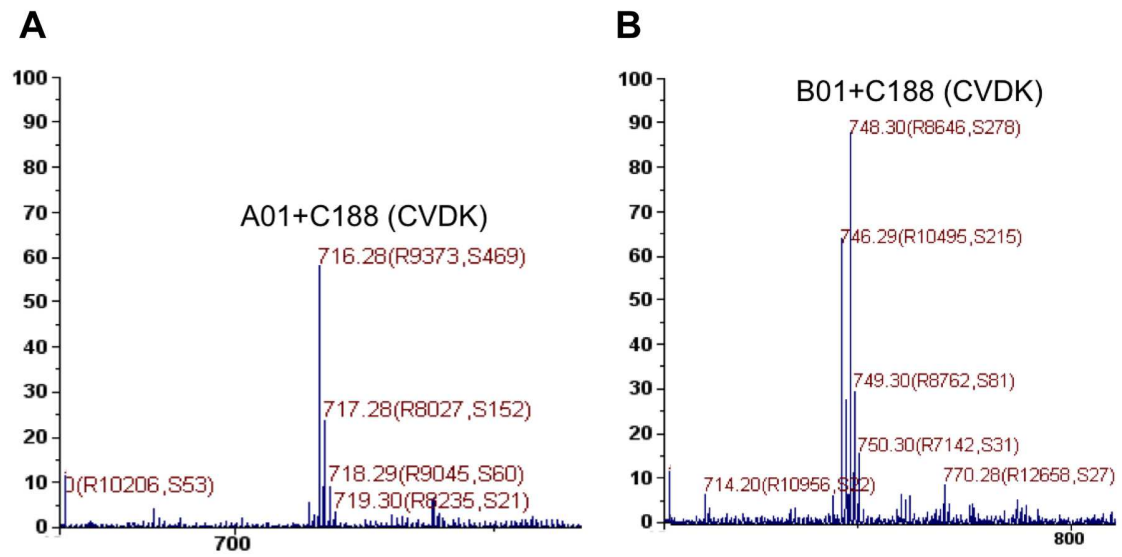 A
100
90
80
70
60
50
40
30
20
10
0
A01+C188 (CVDK)
716.28(R9373,S469)
717.28(R8027,S152)
718.29(R9045,S60)
719.30(R8235,S21)
0(R10206,S53)
700
B
100
90
80
70
60
50
40
30
20
10
0
B01+C188 (CVDK)
748.30(R8646,S278)
746.29(R10495,S215)
749.30(R8762,S81)
750.30(R7142,S31)
714.20(R10956,S22)
770.28(R12658,S27)
800